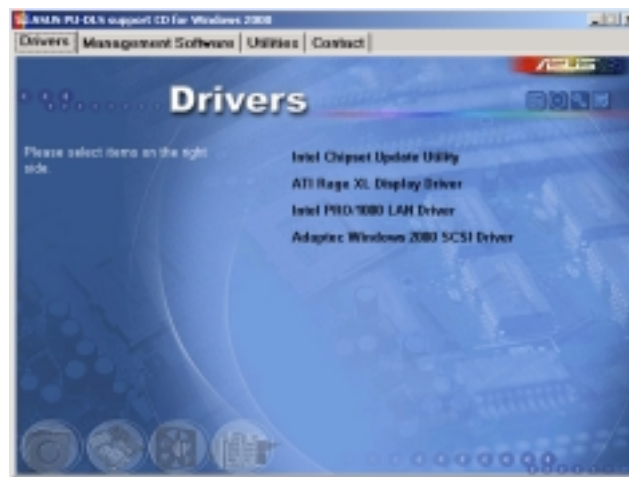 ASUS PU-DLS support CD for Windows 2000
Drivers
Management Software
Utilities
Contact
ASUS
Drivers
Please select items on the right
side.
Intel Chipset Update Utility
ATI Rage XL Display Driver
Intel PRO/1000 LAN Driver
Adaptec Windows 2000 SCSI Driver